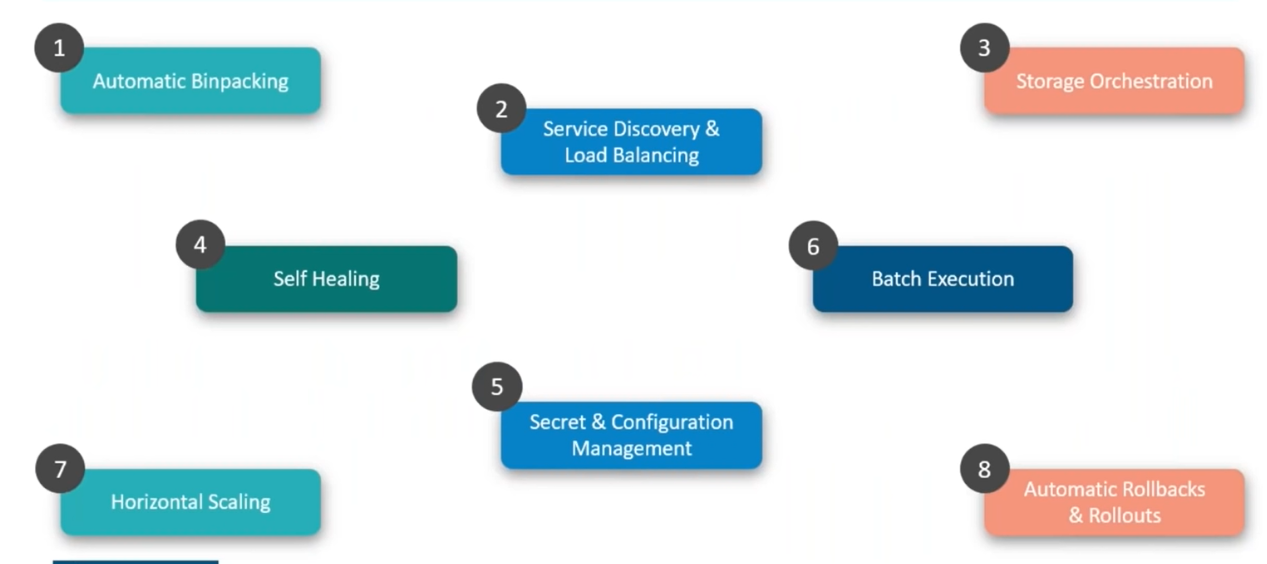 1
Automatic Binpacking
2
Service Discovery &
Load Balancing
3
Storage Orchestration
4
Self Healing
6
Batch Execution
5
Secret & Configuration
Management
7
Horizontal Scaling
8
Automatic Rollbacks
& Rollouts